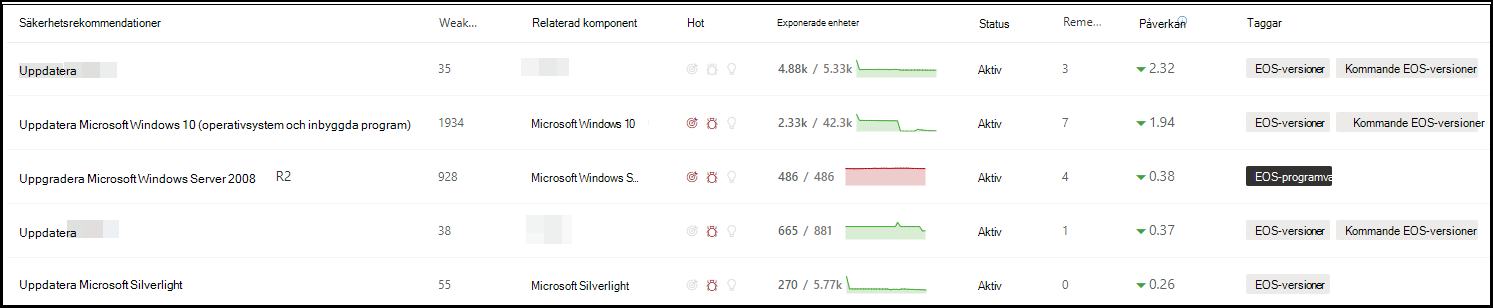 Säkerhetsrekommendationer Weak... Relaterad komponent Hot Exponerade enheter Status Reme... Påverkan Taggar
Uppdatera 35 4.88k / 5.33k Aktiv 3 2.32 EOS-versioner Kommande EOS-versioner
Uppdatera Microsoft Windows 10 (operativsystem och inbyggda program) 1934 Microsoft Windows 10 2.33k / 42.3k Aktiv 7 1.94 EOS-versioner Kommande EOS-versioner
Uppgradera Microsoft Windows Server 2008 R2 928 Microsoft Windows S... 486 / 486 Aktiv 4 0.38 EOS-programva
Uppdatera 38 665 / 881 Aktiv 1 0.37 EOS-versioner Kommande EOS-versioner
Uppdatera Microsoft Silverlight 55 Microsoft Silverlight 270 / 5.77k Aktiv 0 0.26 EOS-versioner